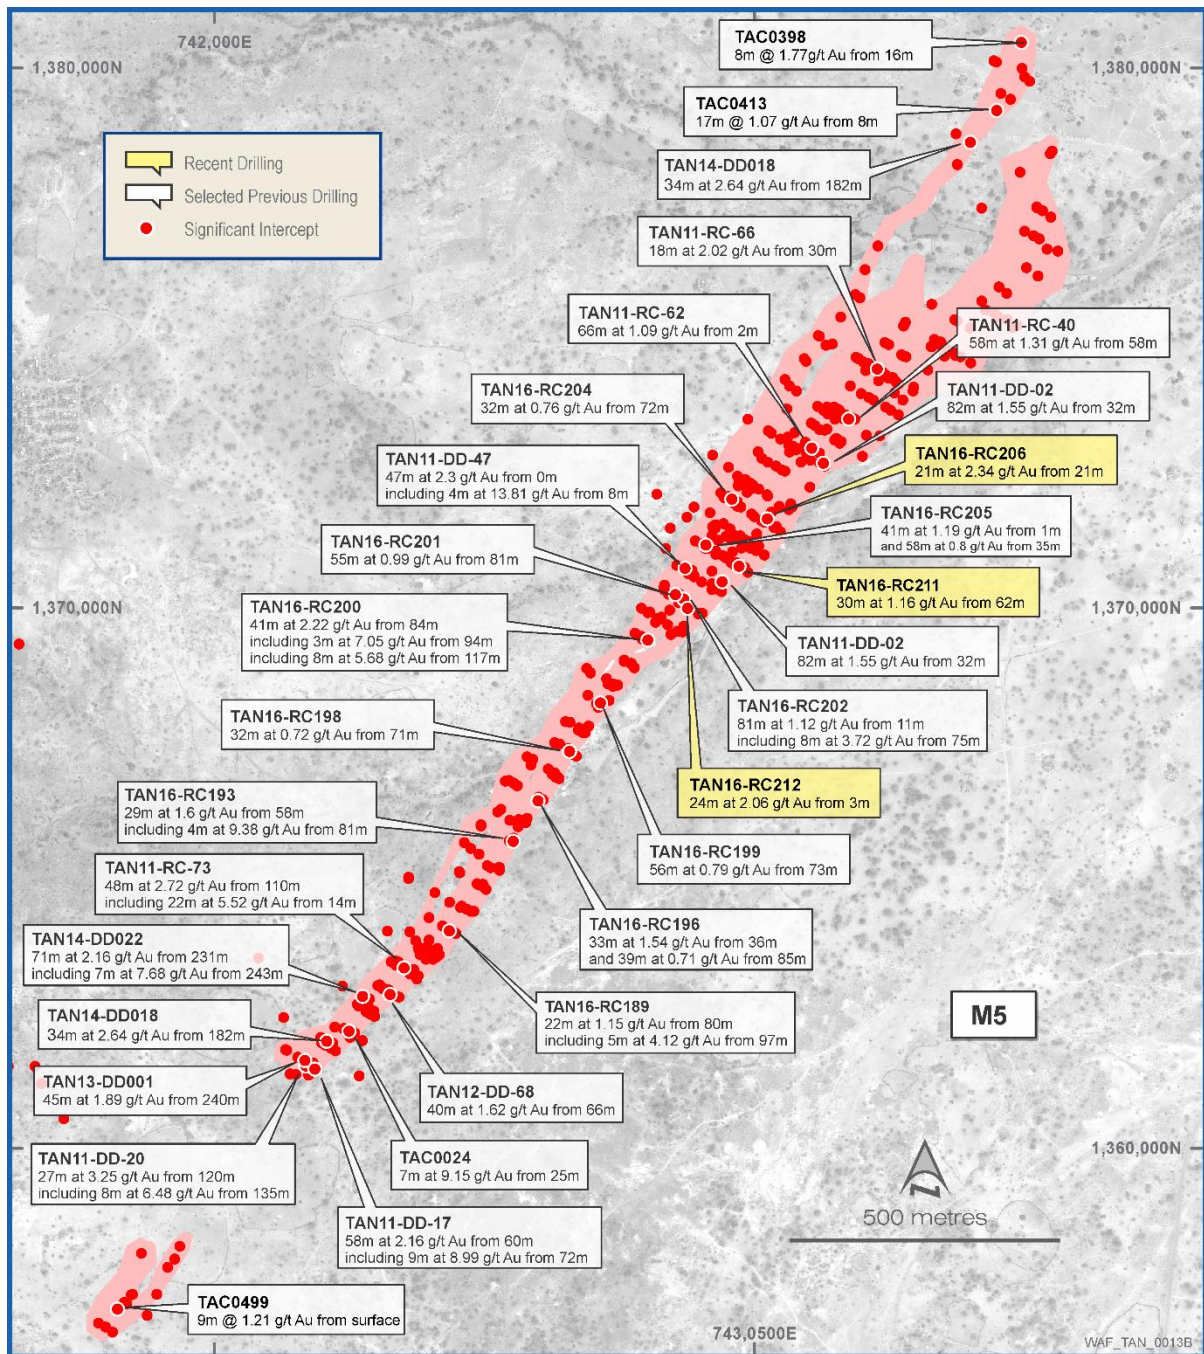 742,000E
TAC0398
8m @ 1.77g/t Au from 16m
1,380,000N
1,380,000N
TAC0413
17m @ 1.07 g/t Au from 8m
Recent Drilling
Selected Previous Drilling
Significant Intercept
TAN14-DD018
34m at 2.64 g/t Au from 182m
TAN11-RC-66
18m at 2.02 g/t Au from 30m
TAN11-RC-62
66m at 1.09 g/t Au from 2m
TAN11-RC-40
58m at 1.31 g/t Au from 58m
TAN16-RC204
32m at 0.76 g/t Au from 72m
TAN11-DD-02
82m at 1.55 g/t Au from 32m
TAN11-DD-47
47m at 2.3 g/t Au from 0m
including 4m at 13.81 g/t Au from 8m
TAN16-RC206
21m at 2.34 g/t Au from 21m
TAN16-RC205
41m at 1.19 g/t Au from 1m
and 58m at 0.8 g/t Au from 35m
TAN16-RC201
55m at 0.99 g/t Au from 81m
TAN16-RC211
30m at 1.16 g/t Au from 62m
1,370,000N
1,370,000N
TAN16-RC200
41m at 2.22 g/t Au from 84m
including 3m at 7.05 g/t Au from 94m
including 8m at 5.68 g/t Au from 117m
TAN11-DD-02
82m at 1.55 g/t Au from 32m
TAN16-RC202
81m at 1.12 g/t Au from 11m
including 8m at 3.72 g/t Au from 75m
TAN16-RC198
32m at 0.72 g/t Au from 71m
TAN16-RC212
24m at 2.06 g/t Au from 3m
TAN16-RC193
29m at 1.6 g/t Au from 58m
including 4m at 9.38 g/t Au from 81m
TAN16-RC199
56m at 0.79 g/t Au from 73m
TAN11-RC-73
48m at 2.72 g/t Au from 110m
including 22m at 5.52 g/t Au from 14m
TAN16-RC196
33m at 1.54 g/t Au from 36m
and 39m at 0.71 g/t Au from 85m
TAN14-DD022
71m at 2.16 g/t Au from 231m
including 7m at 7.68 g/t Au from 243m
TAN16-RC189
22m at 1.15 g/t Au from 80m
including 5m at 4.12 g/t Au from 97m
M5
TAN14-DD018
34m at 2.64 g/t Au from 182m
TAN13-DD001
45m at 1.89 g/t Au from 240m
TAN12-DD-68
40m at 1.62 g/t Au from 66m
TAN11-DD-20
27m at 3.25 g/t Au from 120m
including 8m at 6.48 g/t Au from 135m
TAC0024
7m at 9.15 g/t Au from 25m
1,360,000N
Z
500 metres
TAN11-DD-17
58m at 2.16 g/t Au from 60m
including 9m at 8.99 g/t Au from 72m
TAC0499
9m @ 1.21 g/t Au from surface
743,0500E
WAF_TAN_0013B